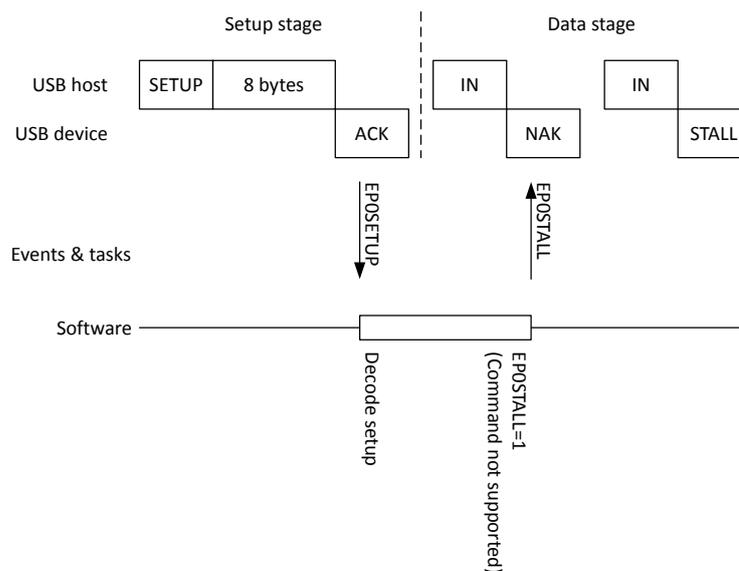 Setup stage
Data stage
USB host
SETUP
8 bytes
IN
IN
USB device
ACK
NAK
STALL
EP0SETUP
EP0STALL
Events & tasks
Software
Decode setup
EP0STALL=1
(Command not supported)